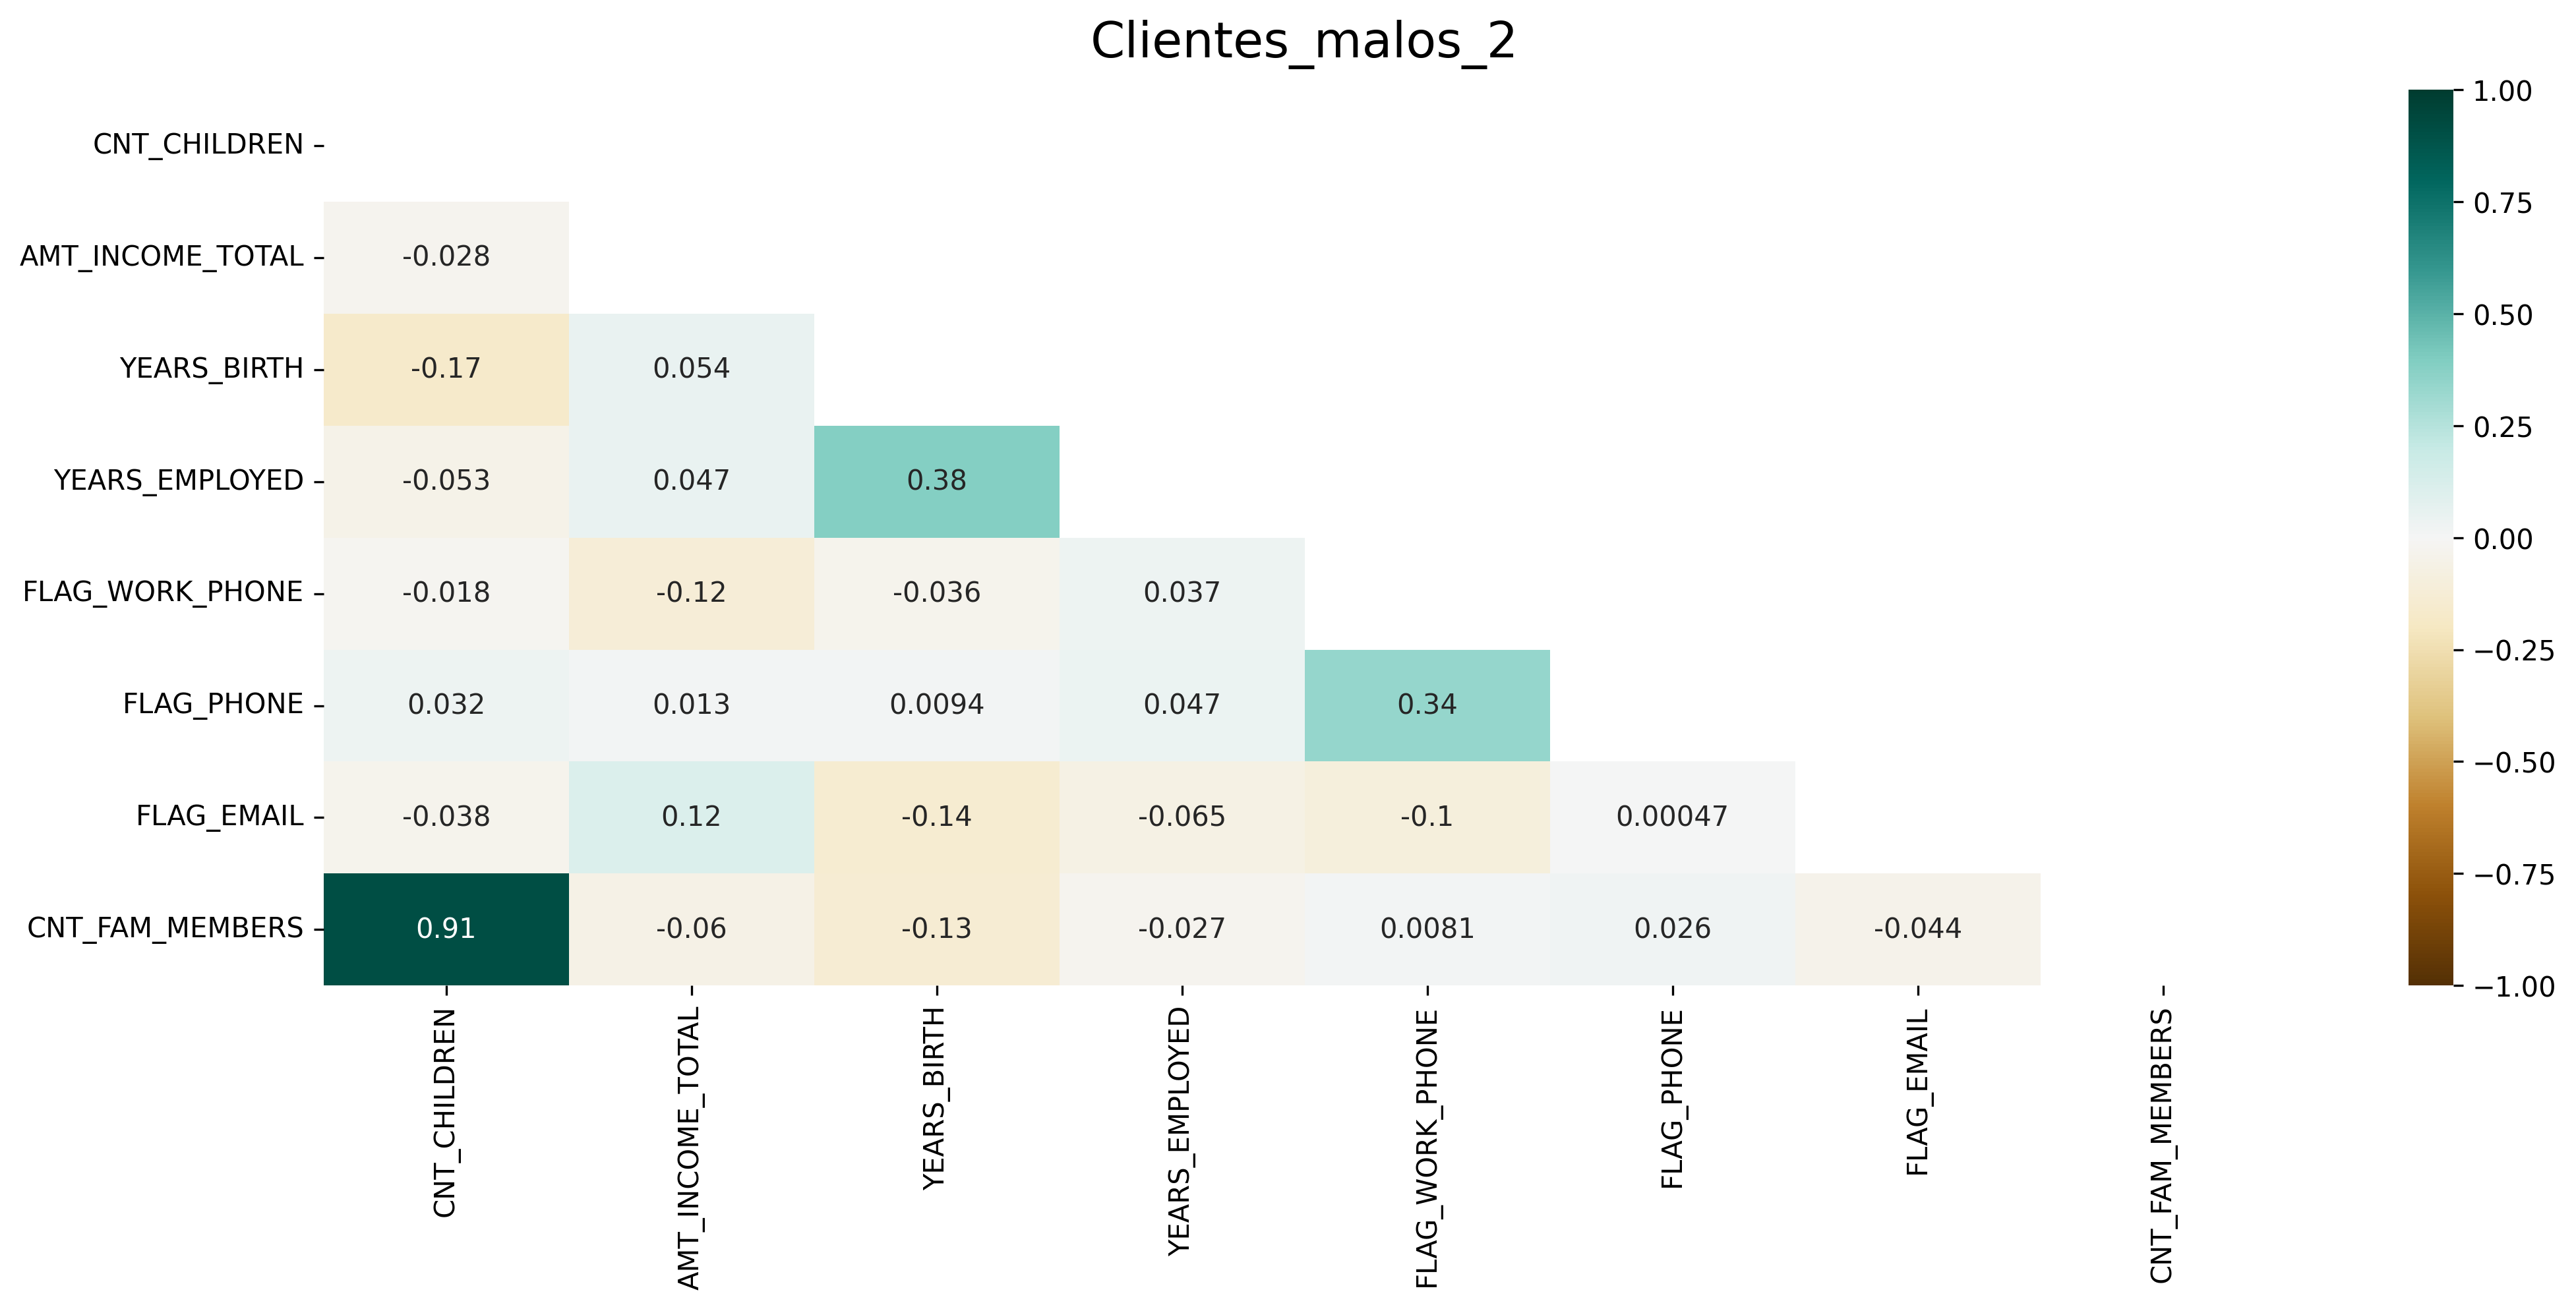 Clientes_malos_2
CNT_CHILDREN
AMT_INCOME_TOTAL -0.028
YEARS_BIRTH -0.17 0.054
YEARS_EMPLOYED -0.053 0.047 0.38
FLAG_WORK_PHONE -0.018 -0.12 -0.036 0.037
FLAG_PHONE 0.032 0.013 0.0094 0.047 0.34
FLAG_EMAIL -0.038 0.12 -0.14 -0.065 -0.1 0.00047
CNT_FAM_MEMBERS 0.91 -0.06 -0.13 -0.027 0.0081 0.026 -0.044
CNT_CHILDREN
AMT_INCOME_TOTAL
YEARS_BIRTH
YEARS_EMPLOYED
FLAG_WORK_PHONE
FLAG_PHONE
FLAG_EMAIL
CNT_FAM_MEMBERS
1.00
0.75
0.50
0.25
0.00
−0.25
−0.50
−0.75
−1.00